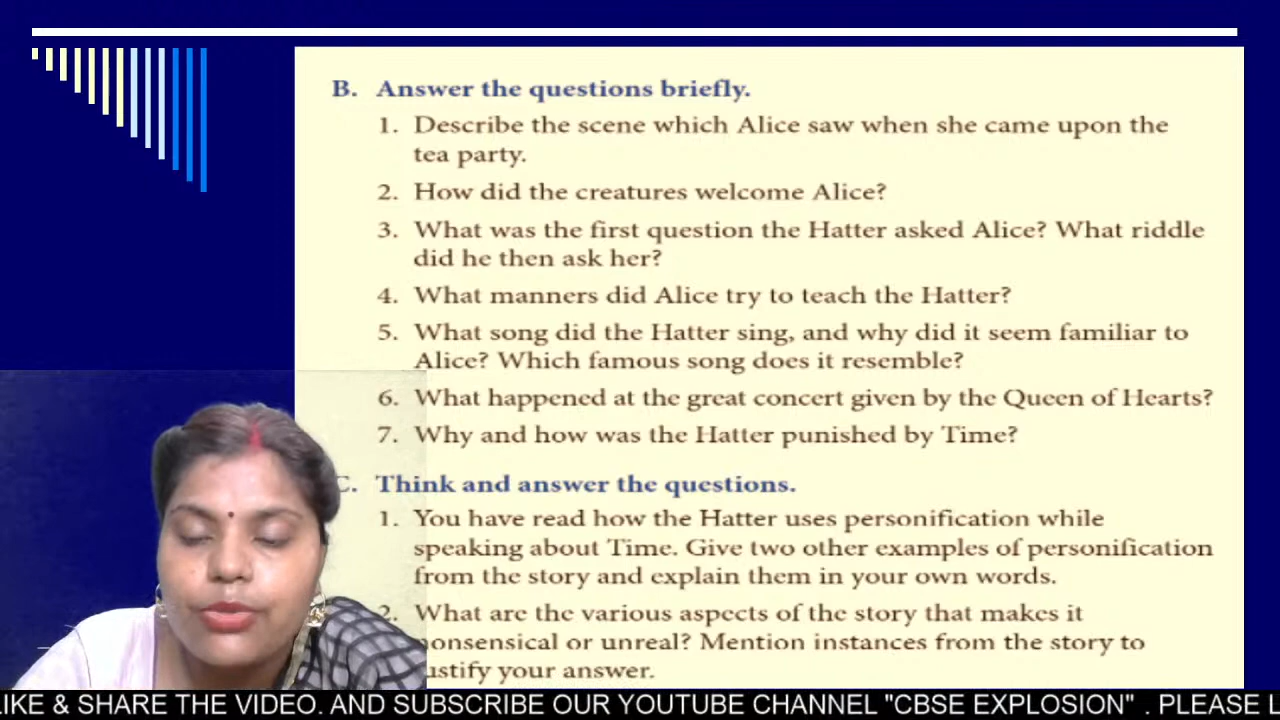 B. Answer the questions briefly.
1. Describe the scene which Alice saw when she came upon the
tea party.
2. How did the creatures welcome Alice?
3. What was the first question the Hatter asked Alice? What riddle
did he then ask her?
4. What manners did Alice try to teach the Hatter?
5. What song did the Hatter sing, and why did it seem familiar to
Alice? Which famous song does it resemble?
6. What happened at the great concert given by the Queen of Hearts?
7. Why and how was the Hatter punished by Time?
C. Think and answer the questions.
1. You have read how the Hatter uses personification while
speaking about Time. Give two other examples of personification
from the story and explain them in your own words.
2. What are the various aspects of the story that makes it
nonsensical or unreal? Mention instances from the story to
justify your answer.
LIKE & SHARE THE VIDEO. AND SUBSCRIBE OUR YOUTUBE CHANNEL "CBSE EXPLOSION" . PLEASE L